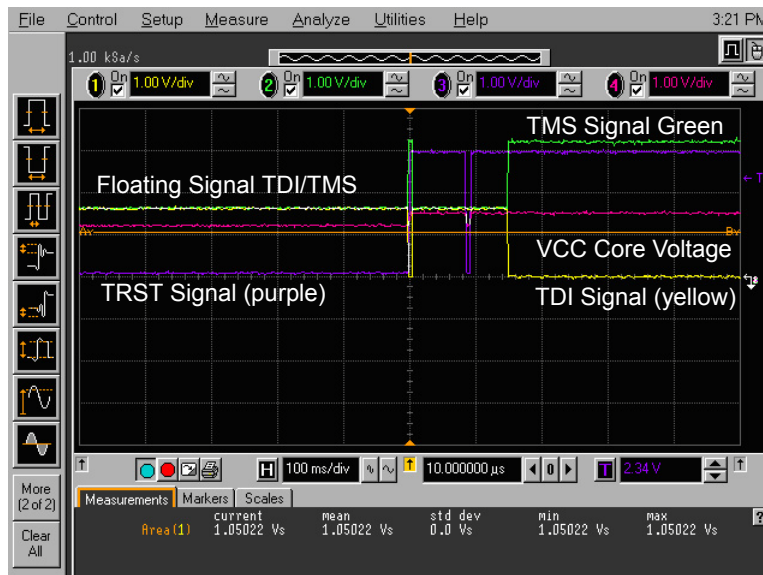 File Control Setup Measure Analyze Utilities Help 3:21 PM
1.00 kSa/s
1 On 1.00 V/div 2 On 1.00 V/div 3 On 1.00 V/div 4 On 1.00 V/div
TMS Signal Green
T
Floating Signal TDI/TMS
Ay By
VCC Core Voltage
TRST Signal (purple)
TDI Signal (yellow)
H 100 ms/div 10.000000 µs 0 T 2.34 V
More
(2 of 2)
Clear
All
Measurements Markers Scales
current mean std dev min max
Area(1) 1.05022 Vs 1.05022 Vs 0.0 Vs 1.05022 Vs 1.05022 Vs
?